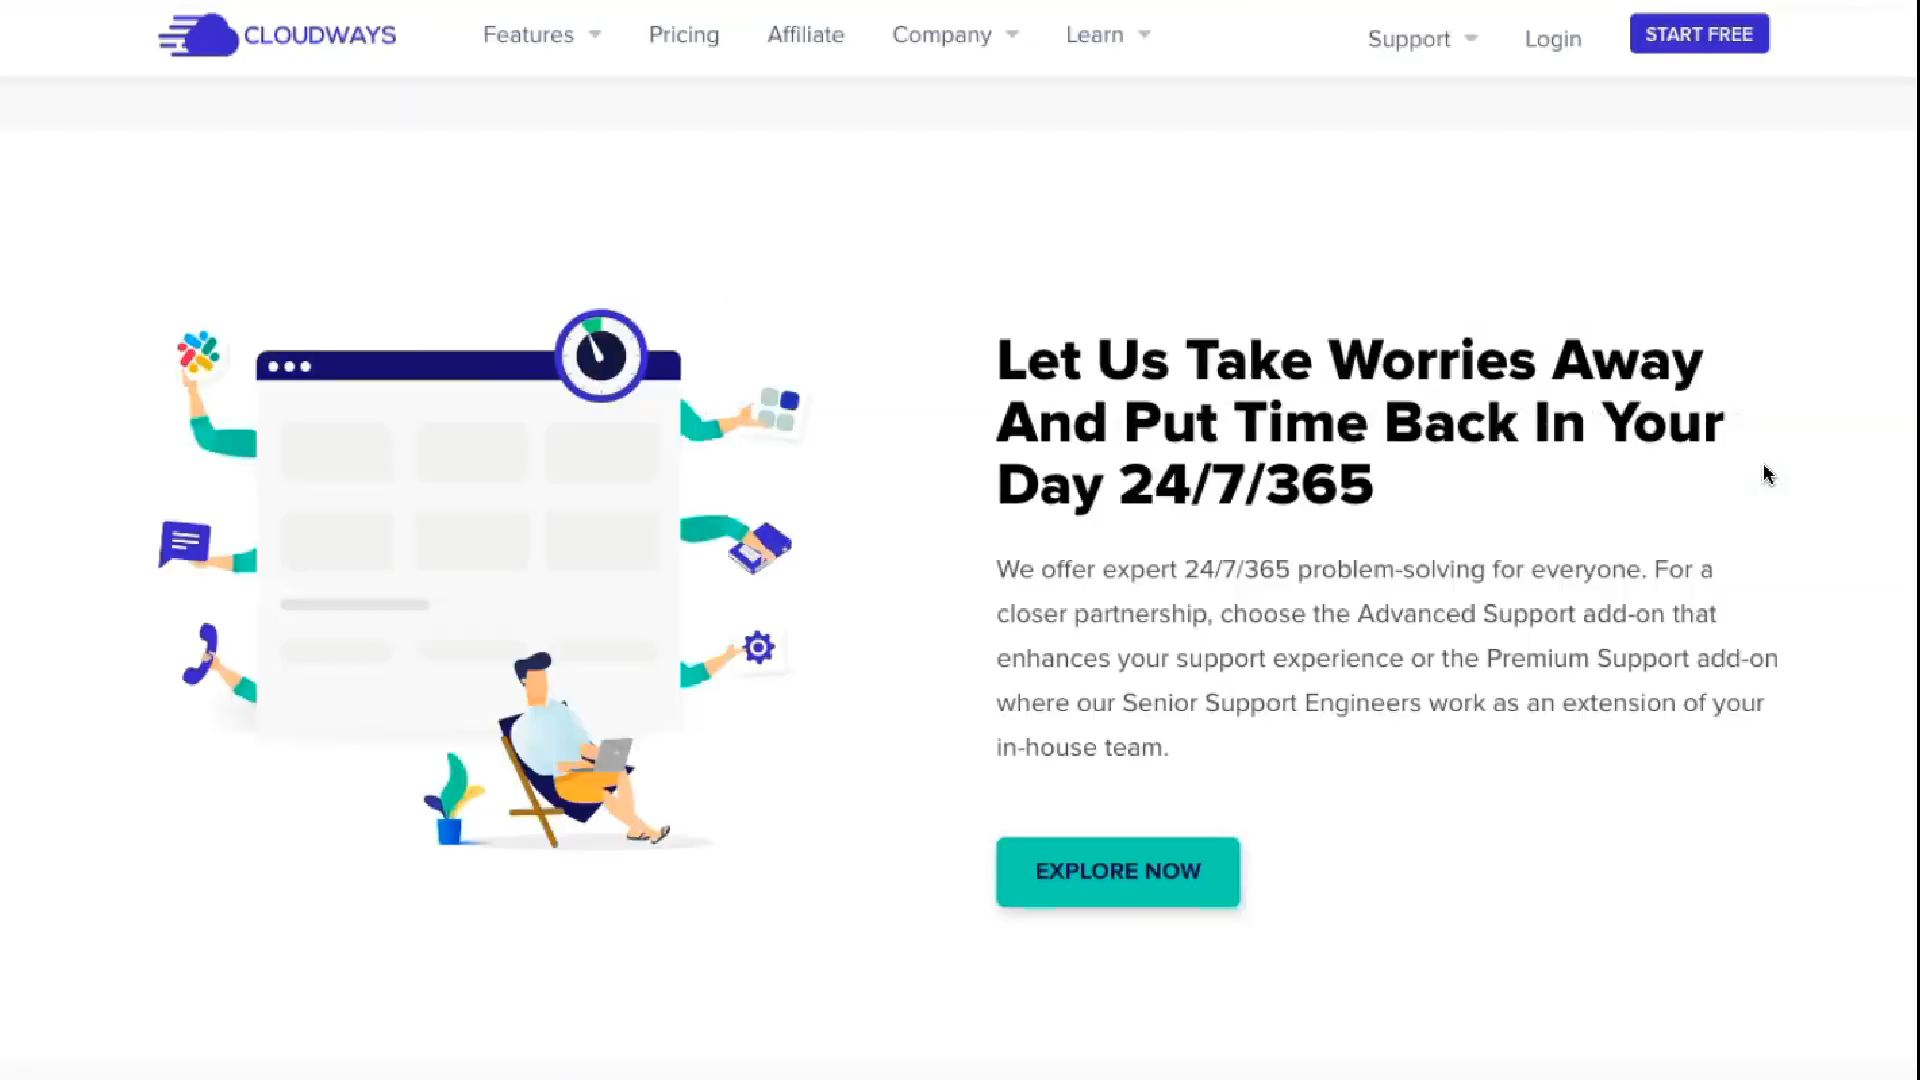 CLOUDWAYS
Features
Pricing
Affiliate
Company
Learn
Support
Login
START FREE
Let Us Take Worries Away
And Put Time Back In Your
Day 24/7/365
We offer expert 24/7/365 problem-solving for everyone. For a
closer partnership, choose the Advanced Support add-on that
enhances your support experience or the Premium Support add-on
where our Senior Support Engineers work as an extension of your
in-house team.
EXPLORE NOW